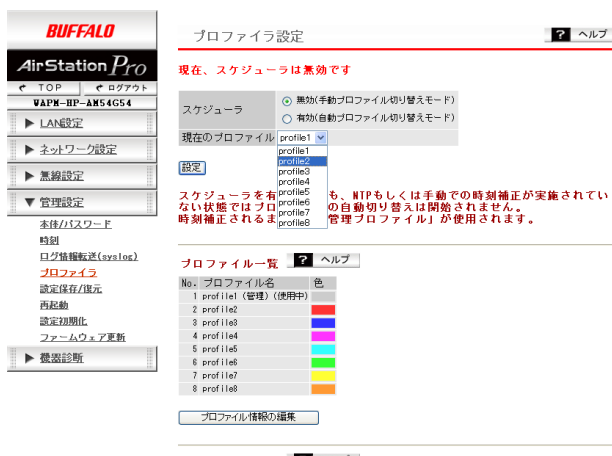 BUFFALO
AirStation Pro
TOP
ログアウト
WAPM-HP-AM54G54
▶ LAN設定
▶ ネットワーク設定
▶ 無線設定
▼ 管理設定
本体/パスワード
時刻
ログ情報転送(syslog)
プロファイラ
設定保存/復元
再起動
設定初期化
ファームウェア更新
▶ 機器診断
プロファイラ設定
? ヘルプ
現在、スケジューラは無効です
スケジューラ
無効(手動プロファイル切り替えモード)
有効(自動プロファイル切り替えモード)
現在のプロファイル
profile1
profile1
profile2
profile3
profile4
profile5
profile6
profile7
profile8
設定
スケジューラを有
も、NTPもしくは手動での時刻補正が実施されてい
ない状態ではプロ
の自動切り替えは開始されません。
時刻補正されるま
管理プロファイル」が使用されます。
プロファイル一覧
? ヘルプ
No. プロファイル名 色
1 profile1 (管理)(使用中)
2 profile2
3 profile3
4 profile4
5 profile5
6 profile6
7 profile7
8 profile8
プロファイル情報の編集